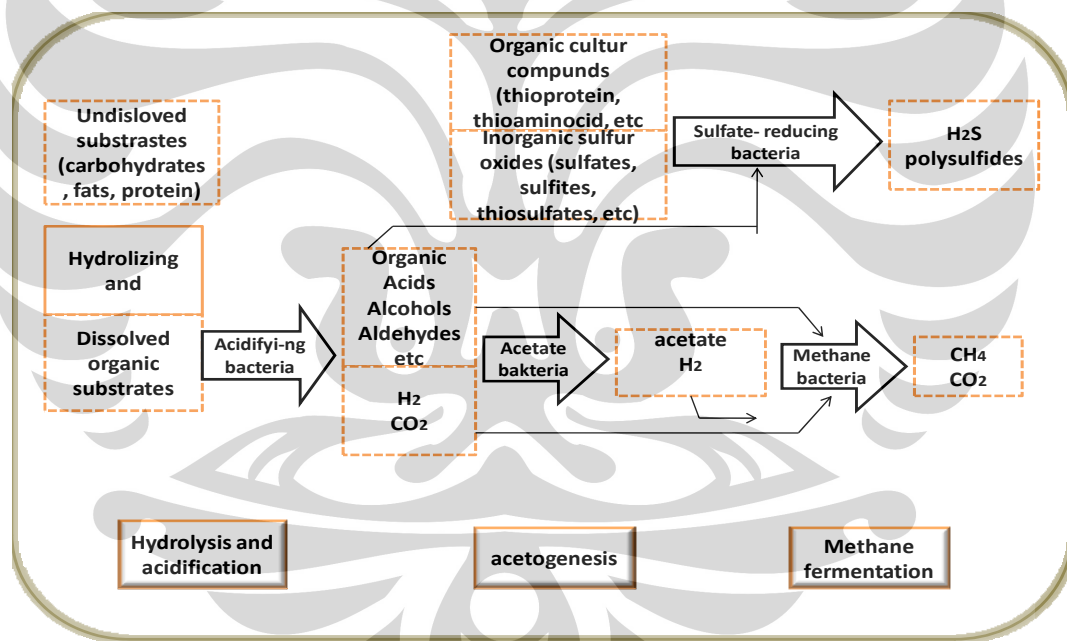 Organic cultur
compunds
(thioprotein,
thioaminocid, etc
Inorganic sulfur
oxides (sulfates,
sulfites,
thiosulfates, etc)
Sulfate- reducing
bacteria
H2S
polysulfides
Undisloved
substrastes
(carbohydrates
, fats, protein)
Hydrolizing
and
Dissolved
organic
substrates
Acidifyi-ng
bacteria
Organic
Acids
Alcohols
Aldehydes
etc
H2
CO2
Acetate
bakteria
acetate
H2
Methane
bacteria
CH4
CO2
Hydrolysis and
acidification
acetogenesis
Methane
fermentation